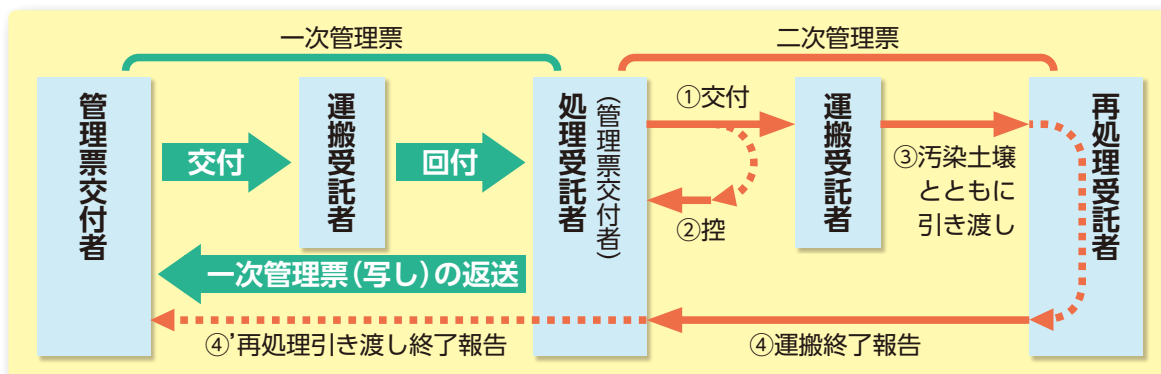 一次管理票
二次管理票
管理票交付者
交付
運搬受託者
回付
処理受託者
（管理票交付者）
①交付
②控
運搬受託者
③汚染土壌
とともに
引き渡し
再処理受託者
一次管理票（写し）の返送
④'再処理引き渡し終了報告
④運搬終了報告